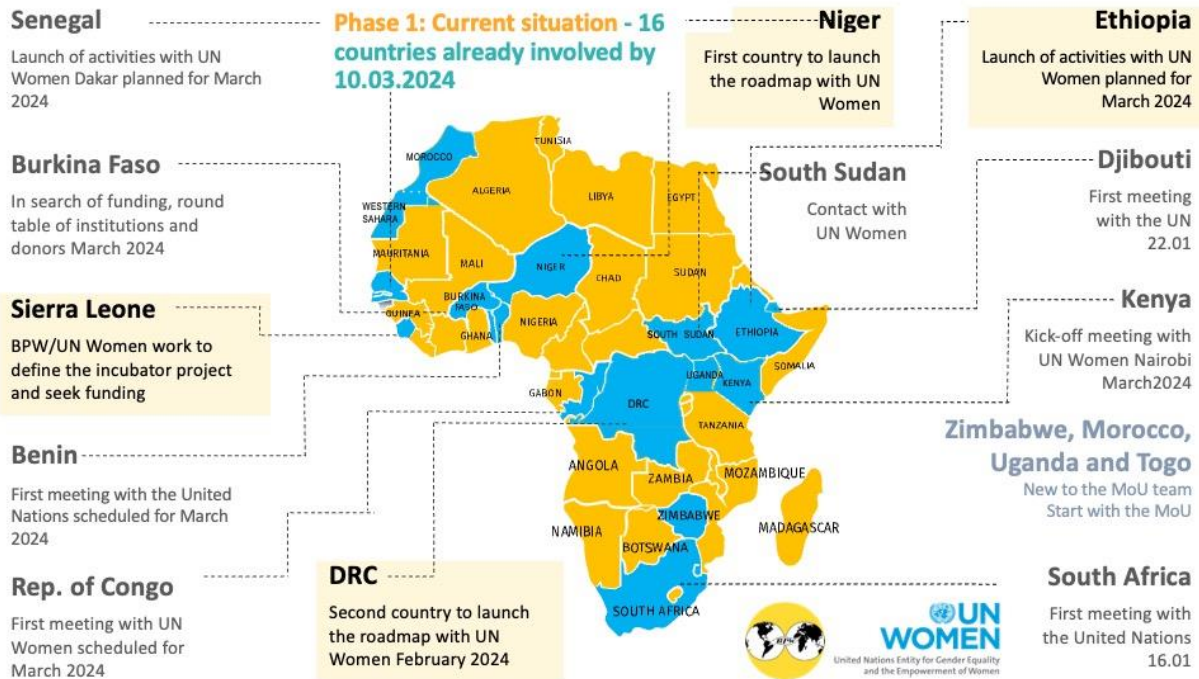 Senegal
Launch of activities with UN
Women Dakar planned for March
2024
Phase 1: Current situation - 16
countries already involved by
10.03.2024
Niger
First country to launch
the roadmap with UN
Women
Ethiopia
Launch of activities with UN
Women planned for
March 2024
Burkina Faso
In search of funding, round
table of institutions and
donors March 2024
South Sudan
Contact with
UN Women
Djibouti
First meeting
with the UN
22.01
Sierra Leone
BPW/UN Women work to
define the incubator project
and seek funding
Kenya
Kick-off meeting with
UN Women Nairobi
March2024
Benin
First meeting with the United
Nations scheduled for March
2024
Zimbabwe, Morocco,
Uganda and Togo
New to the MoU team
Start with the MoU
Rep. of Congo
First meeting with UN
Women scheduled for
March 2024
DRC
Second country to launch
the roadmap with UN
Women February 2024
South Africa
First meeting with
the United Nations
16.01
TUNISIA
MOROCCO
ALGERIA
LIBYA
EGYPT
WESTERN
SAHARA
MAURITANIA
MALI
NIGER
CHAD
SUDAN
BURKINA
FASO
GUINEA
GHANA
NIGERIA
SOUTH SUDAN
ETHIOPIA
SOMALIA
UGANDA
KENYA
GABON
DRC
TANZANIA
ANGOLA
ZAMBIA
MOZAMBIQUE
ZIMBABWE
MADAGASCAR
NAMIBIA
BOTSWANA
SOUTH AFRICA
BPW
UN
WOMEN
United Nations Entity for Gender Equality
and the Empowerment of Women